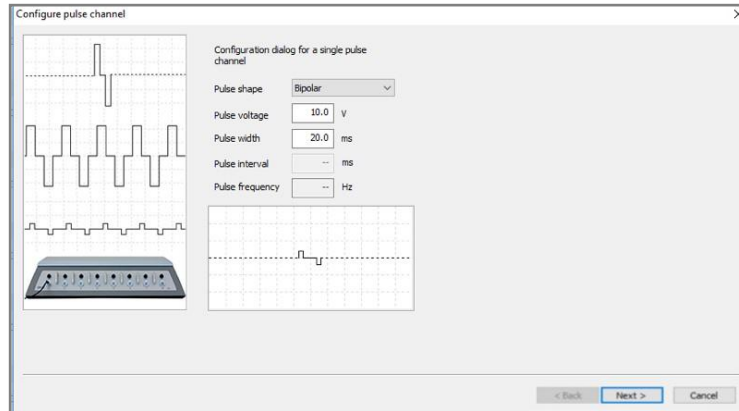 Configure pulse channel
Configuration dialog for a single pulse
channel
Pulse shape Bipolar
Pulse voltage 10.0 V
Pulse width 20.0 ms
Pulse interval -- ms
Pulse frequency -- Hz
< Back Next > Cancel